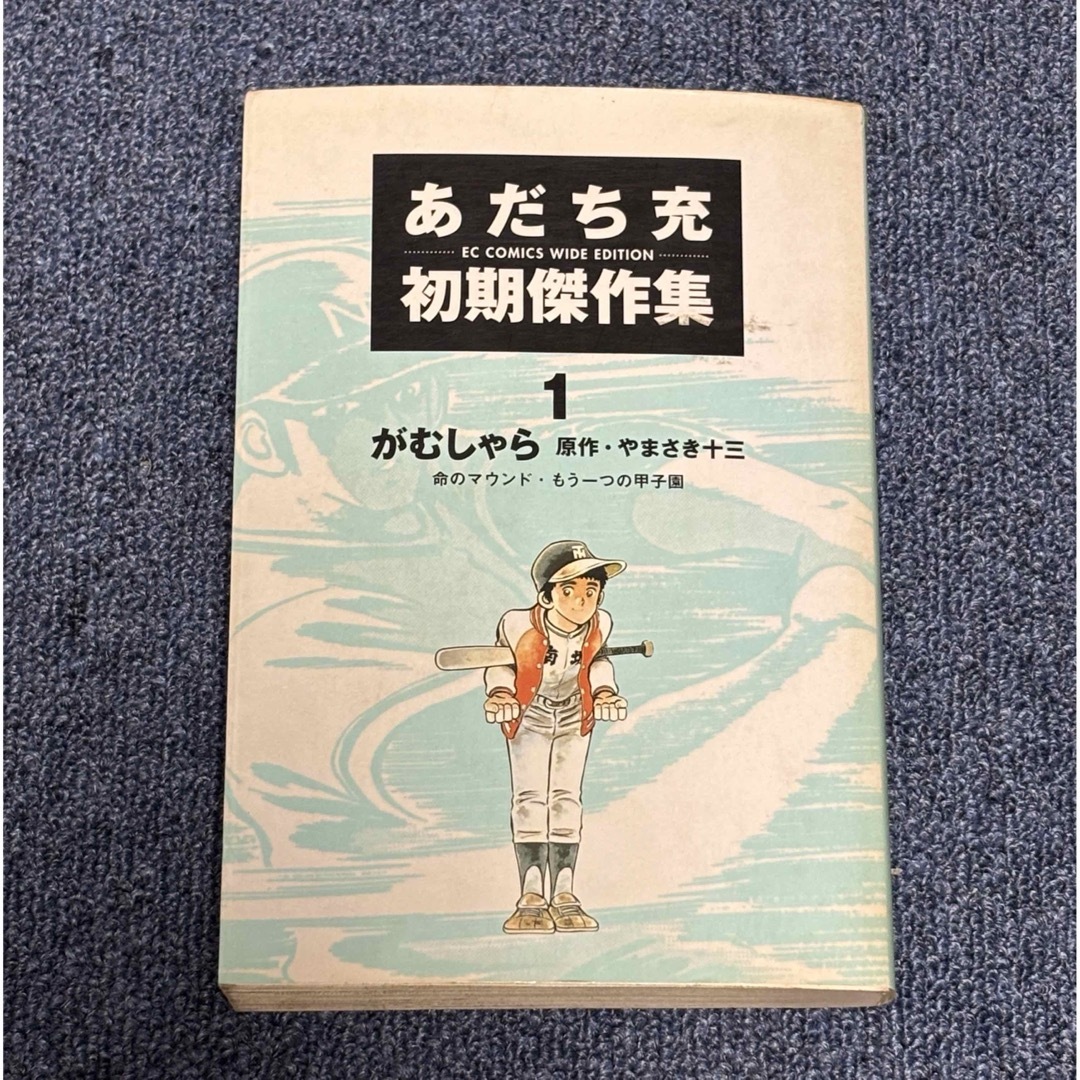 あだち充
EC COMICS WIDE EDITION
初期傑作集
1
がむしゃら 原作・やまさき十三
命のマウンド・もう一つの甲子園